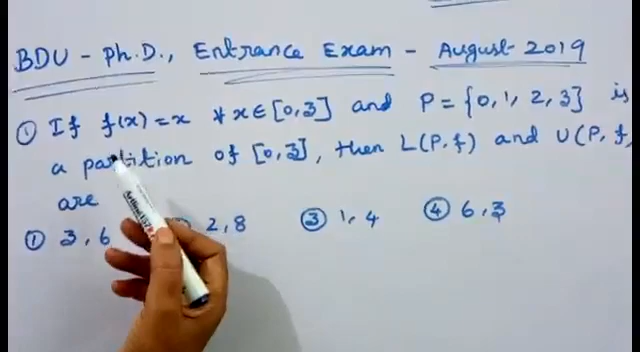 BDU - Ph.D., Entrance Exam - August-2019
① If f(x) = x ∀ x ∈ [0,3] and P = {0, 1, 2, 3} is
a partition of [0,3], then L(P,f) and U(P,f
are
① 3, 6 2, 8 ③ 1, 4 ④ 6, 3